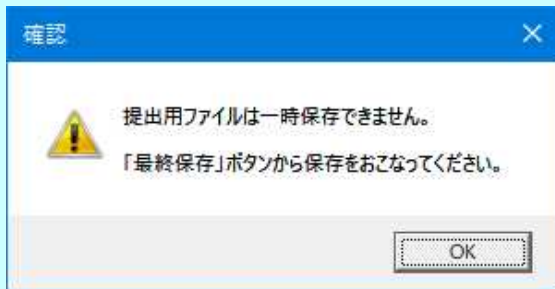 確認
提出用ファイルは一時保存できません。
「最終保存」ボタンから保存をおこなってください。
OK